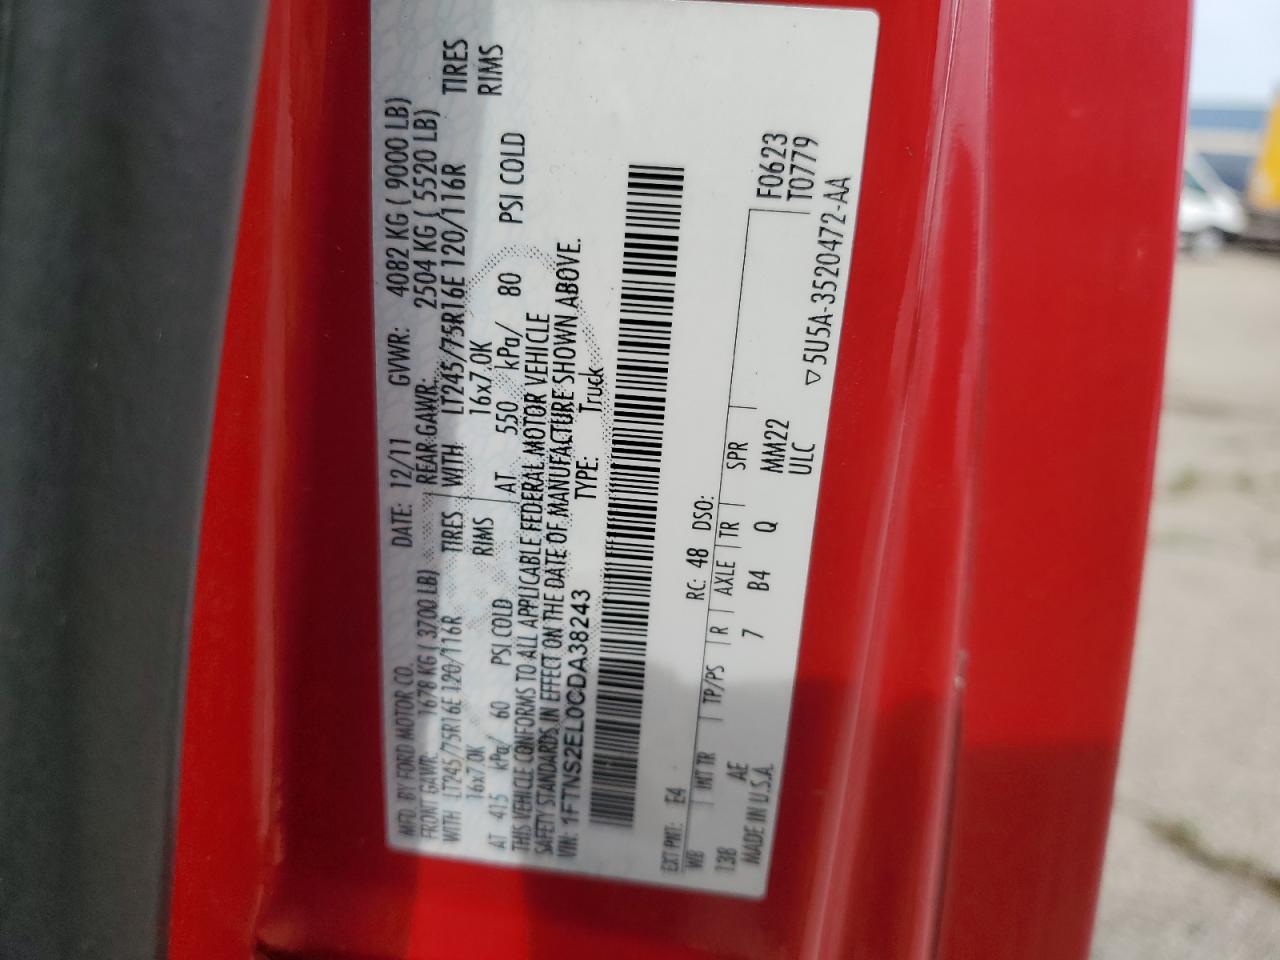 MFD. BY FORD MOTOR CO. DATE: 12/11 GVWR: 4082 KG ( 9000 LB)
FRONT GAWR: 1678 KG ( 3700 LB) REAR GAWR: 2504 KG ( 5520 LB)
WITH LT245/75R16E 120/116R TIRES WITH LT245/75R16E 120/116R TIRES
16x7.0K RIMS 16x7.0K RIMS
AT 415 kPa/ 60 PSI COLD AT 550 kPa/ 80 PSI COLD
THIS VEHICLE CONFORMS TO ALL APPLICABLE FEDERAL MOTOR VEHICLE
SAFETY STANDARDS IN EFFECT ON THE DATE OF MANUFACTURE SHOWN ABOVE.
VIN: 1FTNS2EL0CDA38243 TYPE: Truck
EXT PNT: E4 RC: 48 DSO:
WB INT TR TP/PS R AXLE TR SPR F0623
138 AE 7 B4 Q MM22 T0779
MADE IN U.S.A. ULC ▽5U5A-3520472-AA